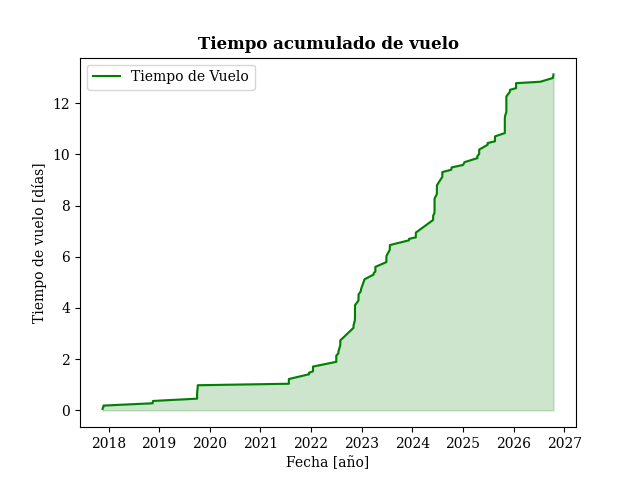 Tiempo acumulado de vuelo
Tiempo de Vuelo
12
10
8
6
4
2
0
Tiempo de vuelo [días]
2018 2019 2020 2021 2022 2023 2024 2025 2026 2027
Fecha [año]